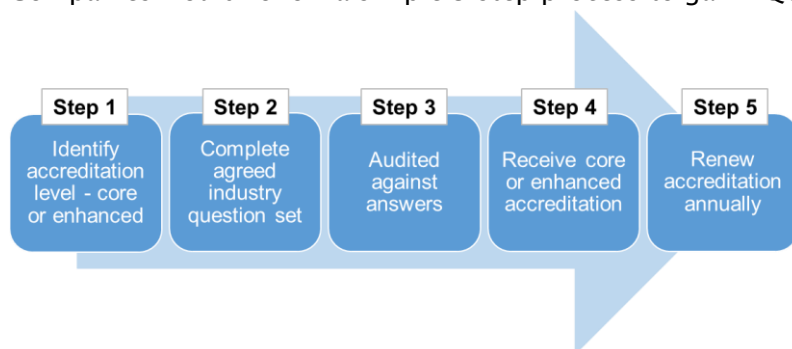 Step 1
Identify
accreditation
level - core
or enhanced
Step 2
Complete
agreed
industry
question set
Step 3
Audited
against
answers
Step 4
Receive core
or enhanced
accreditation
Step 5
Renew
accreditation
annually